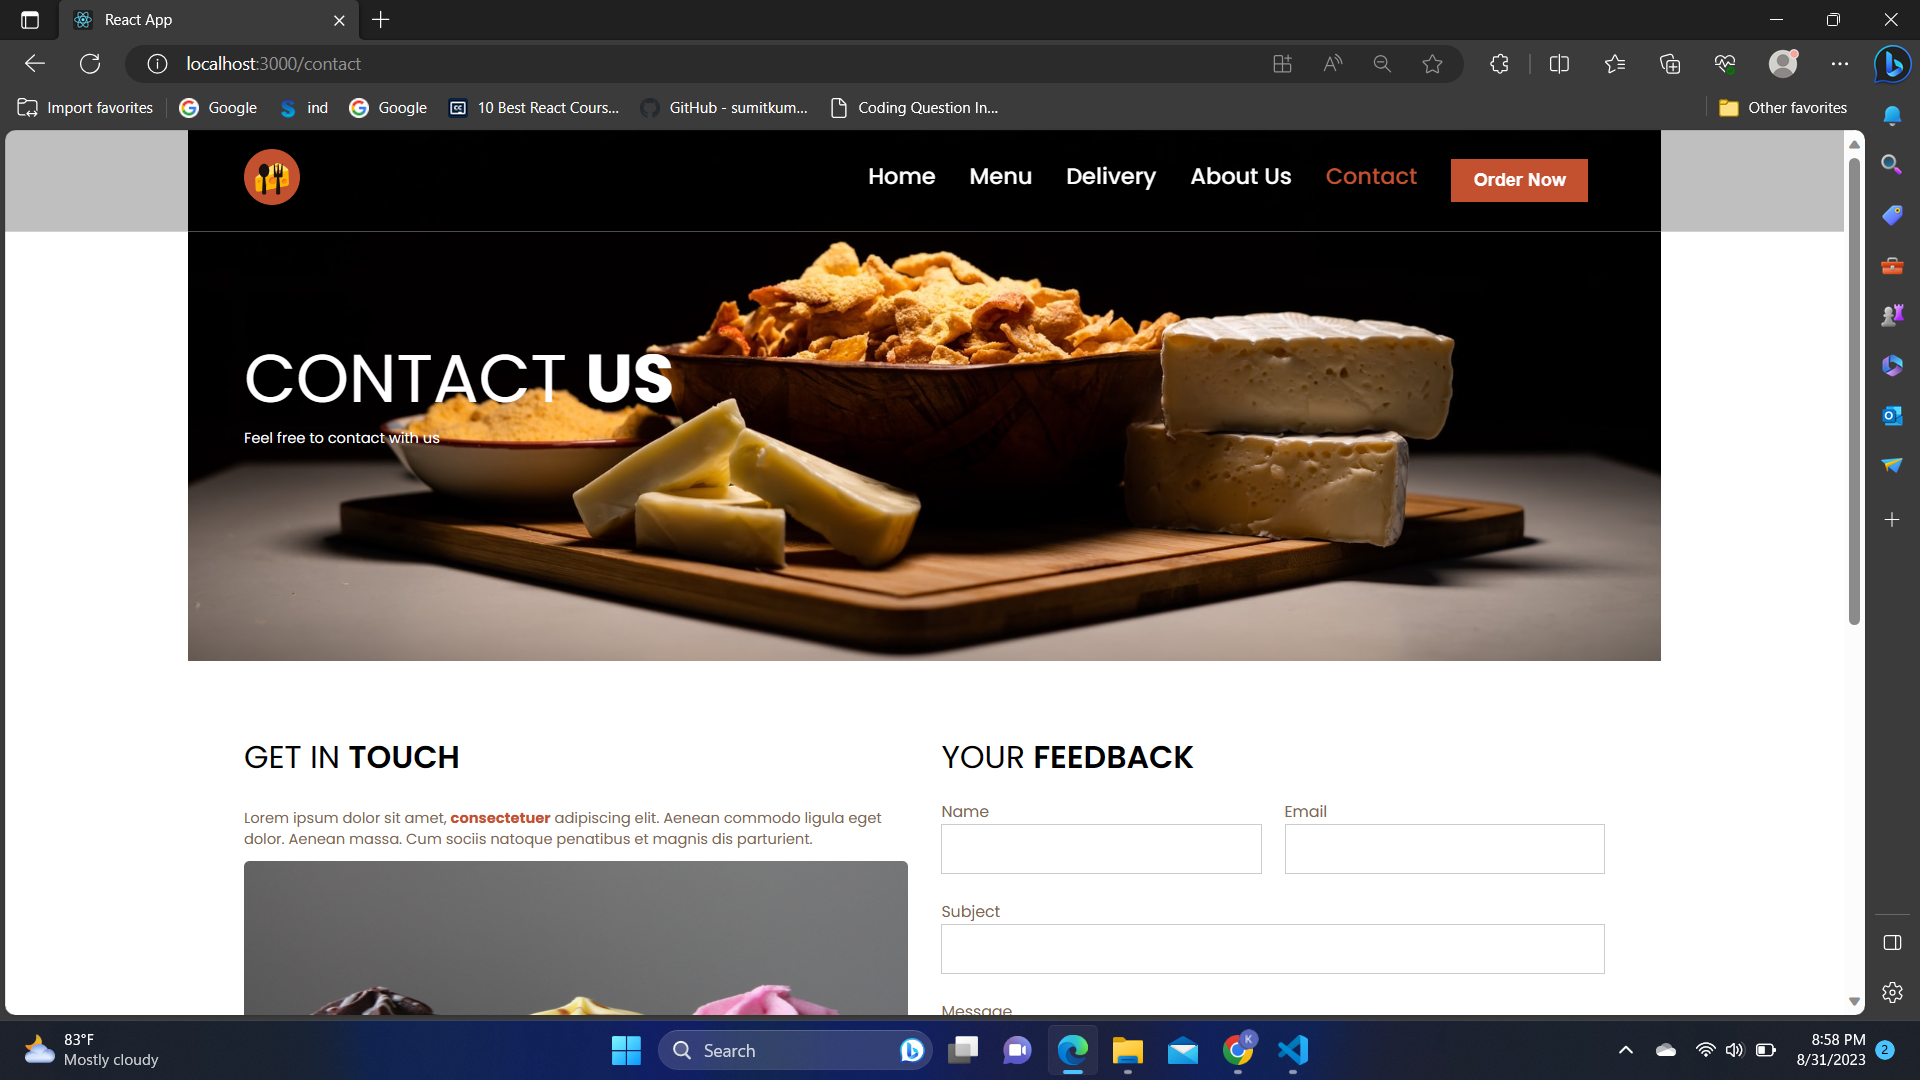 React App
localhost:3000/contact
Import favorites
Google
ind
Google
10 Best React Cours...
GitHub - sumitkum...
Coding Question In...
Other favorites
Home Menu Delivery About Us Contact Order Now
CONTACT US
Feel free to contact with us
GET IN TOUCH
Lorem ipsum dolor sit amet, consectetuer adipiscing elit. Aenean commodo ligula eget
dolor. Aenean massa. Cum sociis natoque penatibus et magnis dis parturient.
YOUR FEEDBACK
Name Email
Subject
Message
83°F
Mostly cloudy
Search
K
8:58 PM
8/31/2023
2